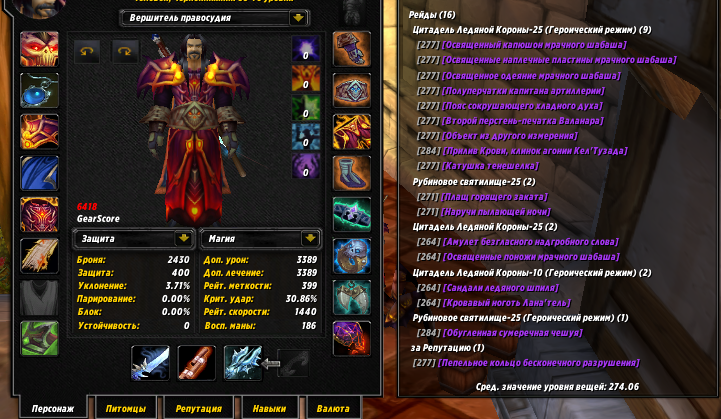 Вершитель правосудия
0
0
0
0
0
6418
GearScore
Защита
Магия
Броня: 2430
Защита: 400
Уклонение: 3.71%
Парирование: 0.00%
Блок: 0.00%
Устойчивость: 0
Доп. урон: 3389
Доп. лечение: 3389
Рейт. меткости: 399
Крит. удар: 30.86%
Рейт. скорости: 1440
Восп. маны: 186
Персонаж
Питомцы
Репутация
Навыки
Валюта
Рейды (16)
Цитадель Ледяной Короны-25 (Героический режим) (9)
[277] [Освященный капюшон мрачного шабаша]
[277] [Освященные наплечные пластины мрачного шабаша]
[277] [Освященное одеяние мрачного шабаша]
[277] [Полуперчатки капитана артиллерии]
[277] [Пояс сокрушающего хладного духа]
[277] [Второй перстень-печатка Валанара]
[277] [Объект из другого измерения]
[284] [Прилив Крови, клинок агонии Кел'Тузада]
[277] [Катушка тенешелка]
Рубиновое святилище-25 (2)
[271] [Плащ горящего заката]
[271] [Наручи пылающей ночи]
Цитадель Ледяной Короны-25 (2)
[264] [Амулет безгласного надгробного слова]
[264] [Освященные поножи мрачного шабаша]
Цитадель Ледяной Короны-10 (Героический режим) (2)
[264] [Сандали ледяного шпиля]
[264] [Кровавый ноготь Лана'тель]
Рубиновое святилище-25 (Героический режим) (1)
[284] [Обугленная сумеречная чешуя]
за Репутацию (1)
[277] [Пепельное кольцо бесконечного разрушения]
Сред. значение уровня вещей: 274.06